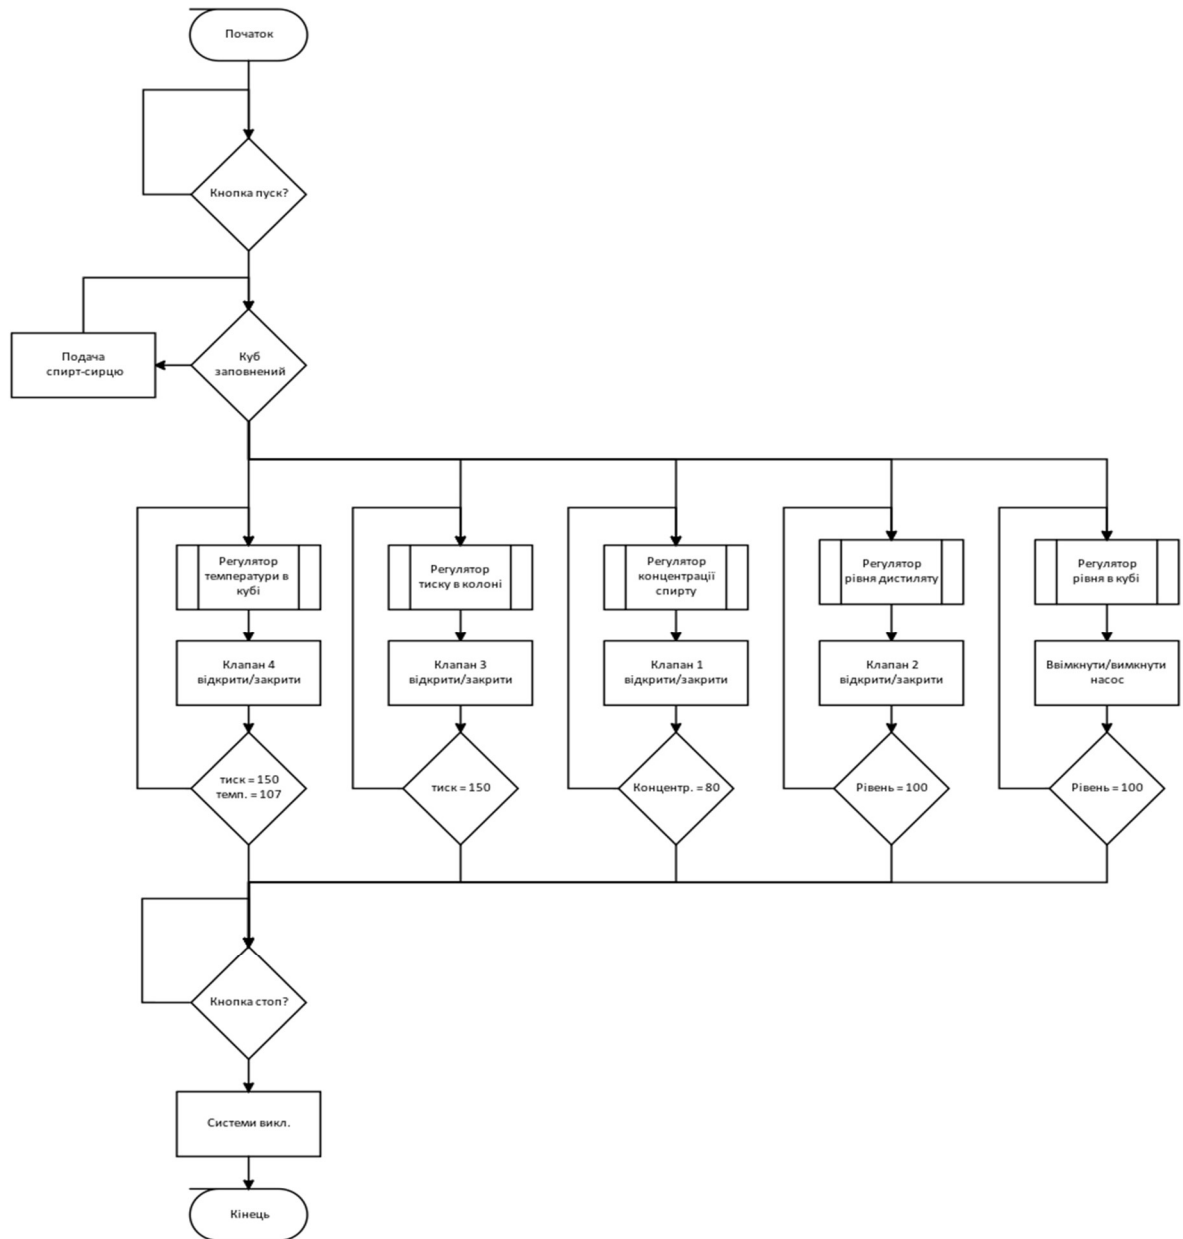 Початок
Кнопка пуск?
Подача
спирт-сирцю
Куб
заповнений
Регулятор
температури в
кубі
Регулятор
тиску в колоні
Регулятор
концентрації
спирту
Регулятор
рівня дистиляту
Регулятор
рівня в кубі
Клапан 4
відкрити/закрити
Клапан 3
відкрити/закрити
Клапан 1
відкрити/закрити
Клапан 2
відкрити/закрити
Ввімкнути/вимкнути
насос
тиск = 150
темп. = 107
тиск = 150
Концентр. = 80
Рівень = 100
Рівень = 100
Кнопка стоп?
Системи викл.
Кінець